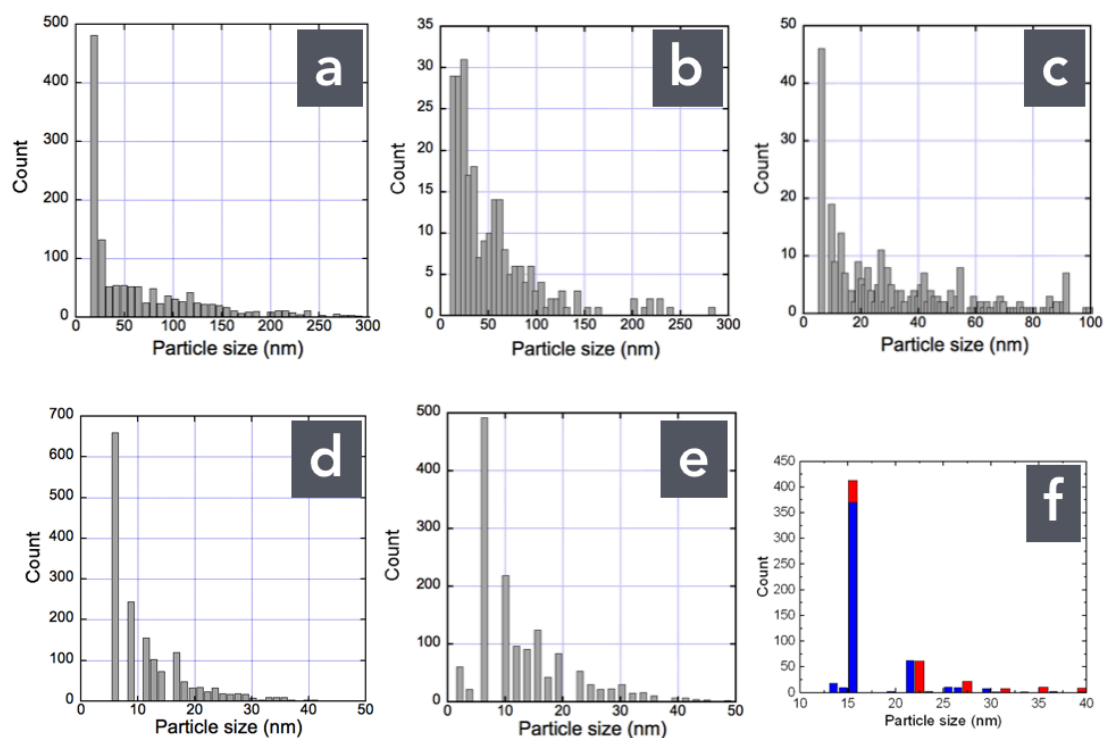 a
500
400
300
200
100
0
Count
0 50 100 150 200 250 300
Particle size (nm)
b
35
30
25
20
15
10
5
0
Count
0 50 100 150 200 250 300
Particle size (nm)
c
50
40
30
20
10
0
Count
0 20 40 60 80 100
Particle size (nm)
d
700
600
500
400
300
200
100
0
Count
0 10 20 30 40 50
Particle size (nm)
e
500
400
300
200
100
0
Count
0 10 20 30 40 50
Particle size (nm)
f
450
400
350
300
250
200
150
100
50
0
Count
10 15 20 25 30 35 40
Particle size (nm)